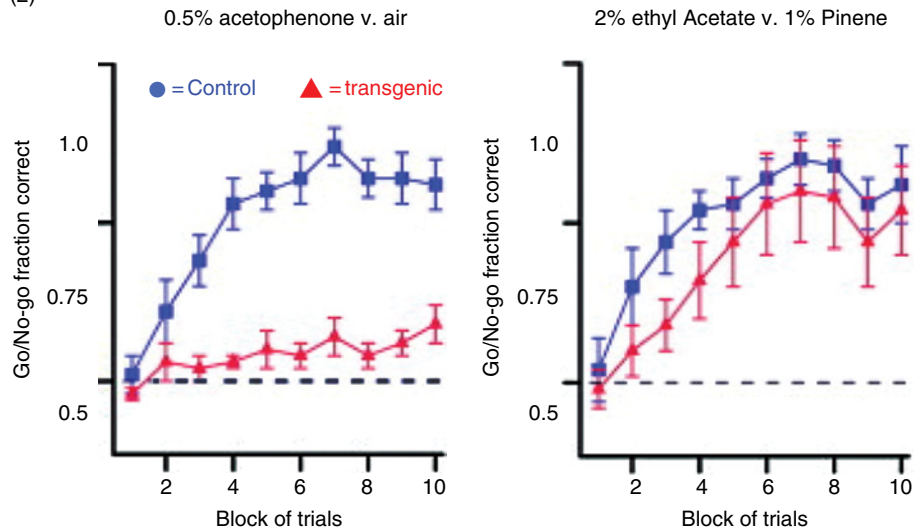 0.5% acetophenone v. air
= Control
= transgenic
Go/No-go fraction correct
1.0
0.75
0.5
2 4 6 8 10
Block of trials
2% ethyl Acetate v. 1% Pinene
Go/No-go fraction correct
1.0
0.75
0.5
2 4 6 8 10
Block of trials